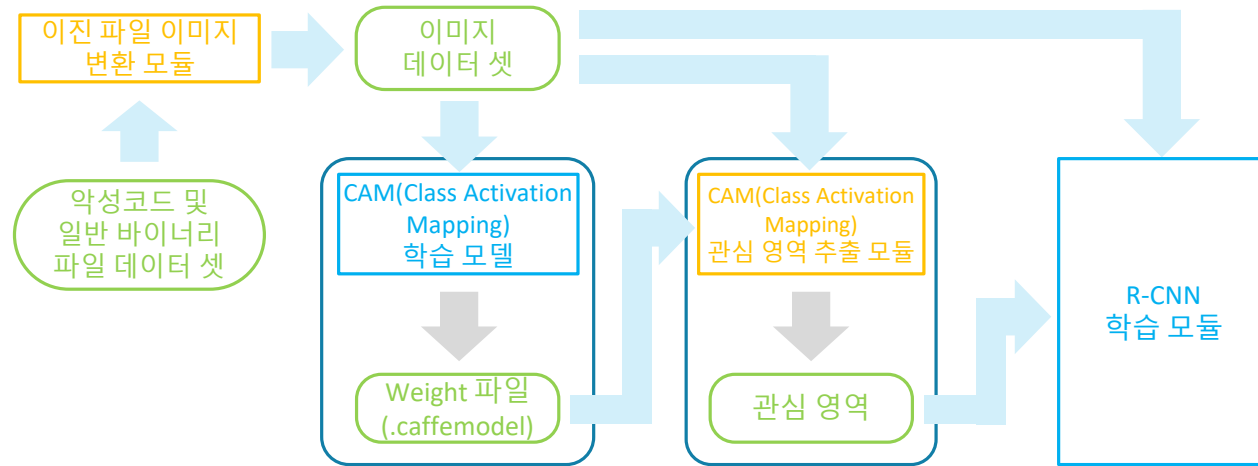 이진 파일 이미지
변환 모듈
이미지
데이터 셋
악성코드 및
일반 바이너리
파일 데이터 셋
CAM(Class Activation
Mapping)
학습 모델
Weight 파일
(.caffemodel)
CAM(Class Activation
Mapping)
관심 영역 추출 모듈
관심 영역
R-CNN
학습 모듈